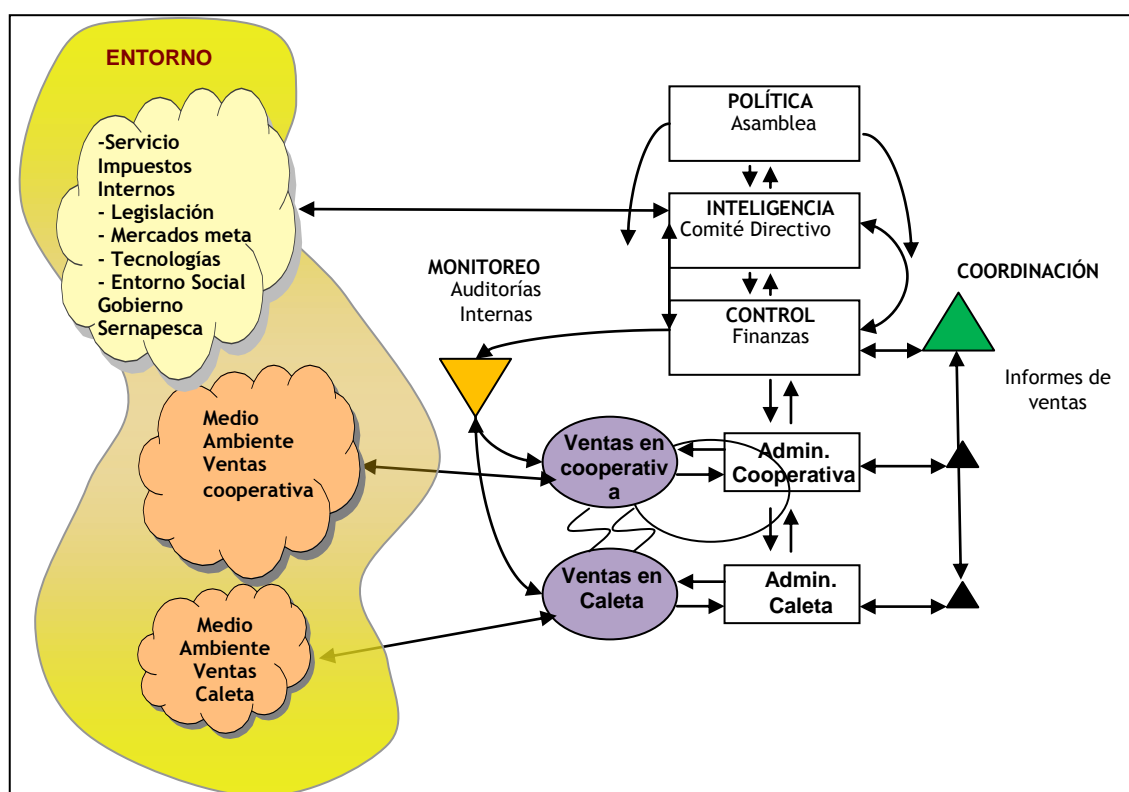 ENTORNO
-Servicio
Impuestos
Internos
- Legislación
- Mercados meta
- Tecnologías
- Entorno Social
Gobierno
Sernapesca
POLÍTICA
Asamblea
INTELIGENCIA
Comité Directivo
MONITOREO
Auditorías
Internas
CONTROL
Finanzas
COORDINACIÓN
Informes de
ventas
Medio
Ambiente
Ventas
cooperativa
Ventas en
cooperativ
a
Admin.
Cooperativa
Medio
Ambiente
Ventas
Caleta
Ventas en
Caleta
Admin.
Caleta